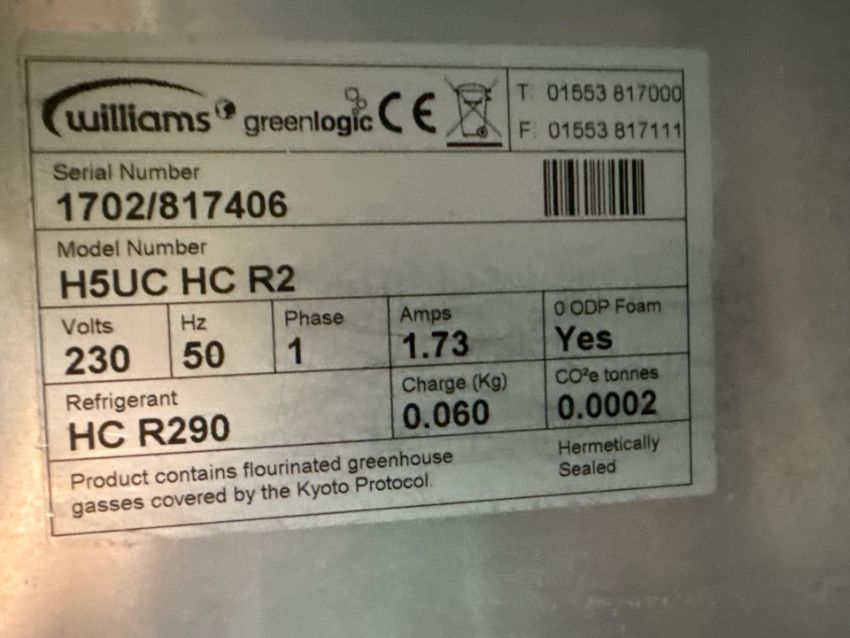 williams greenlogic CE T: 01553 817000
F: 01553 817111
Serial Number
1702/817406
Model Number
H5UC HC R2
Volts Hz Phase Amps 0 ODP Foam
230 50 1 1.73 Yes
Refrigerant Charge (Kg) CO²e tonnes
HC R290 0.060 0.0002
Product contains flourinated greenhouse
gasses covered by the Kyoto Protocol.
Hermetically
Sealed